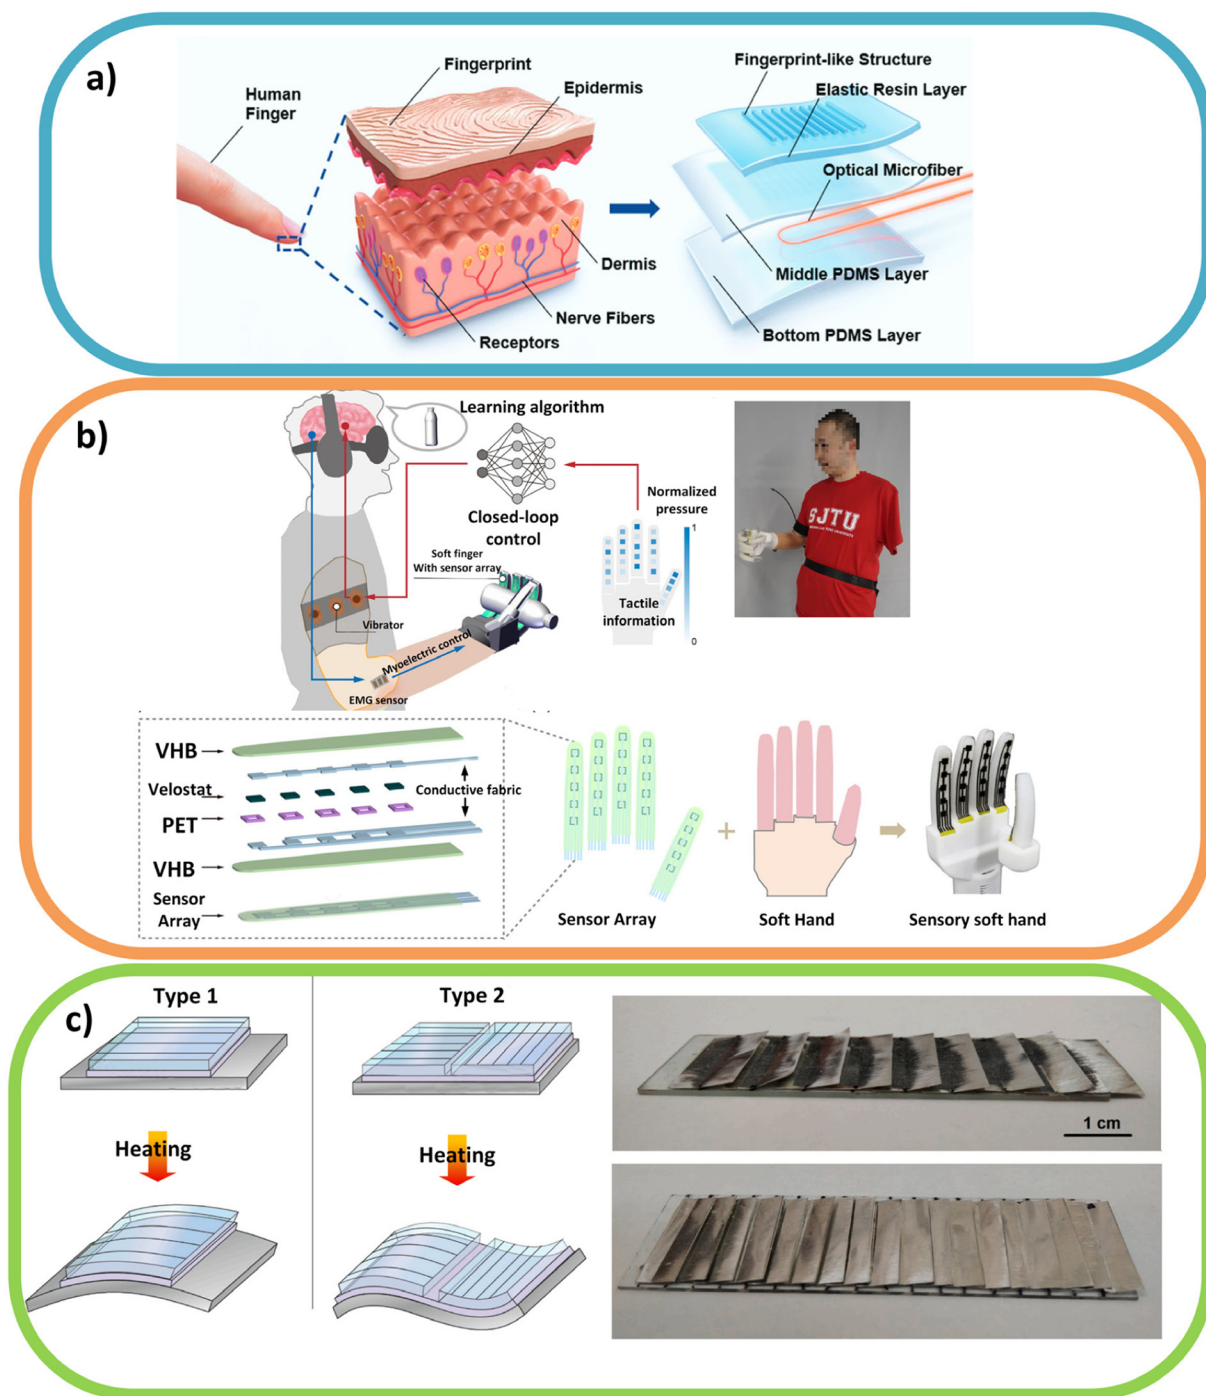 a)
Human
Finger
Fingerprint
Epidermis
Dermis
Nerve Fibers
Receptors
Fingerprint-like Structure
Elastic Resin Layer
Optical Microfiber
Middle PDMS Layer
Bottom PDMS Layer
b)
Learning algorithm
Closed-loop
control
Soft finger
With sensor array
Vibrator
Myoelectric control
EMG sensor
Normalized
pressure
1
0
Tactile
information
SJTU
VHB
Velostat
PET
VHB
Sensor
Array
Conductive fabric
Sensor Array
+
Soft Hand
Sensory soft hand
c)
Type 1
Heating
Type 2
Heating
1 cm